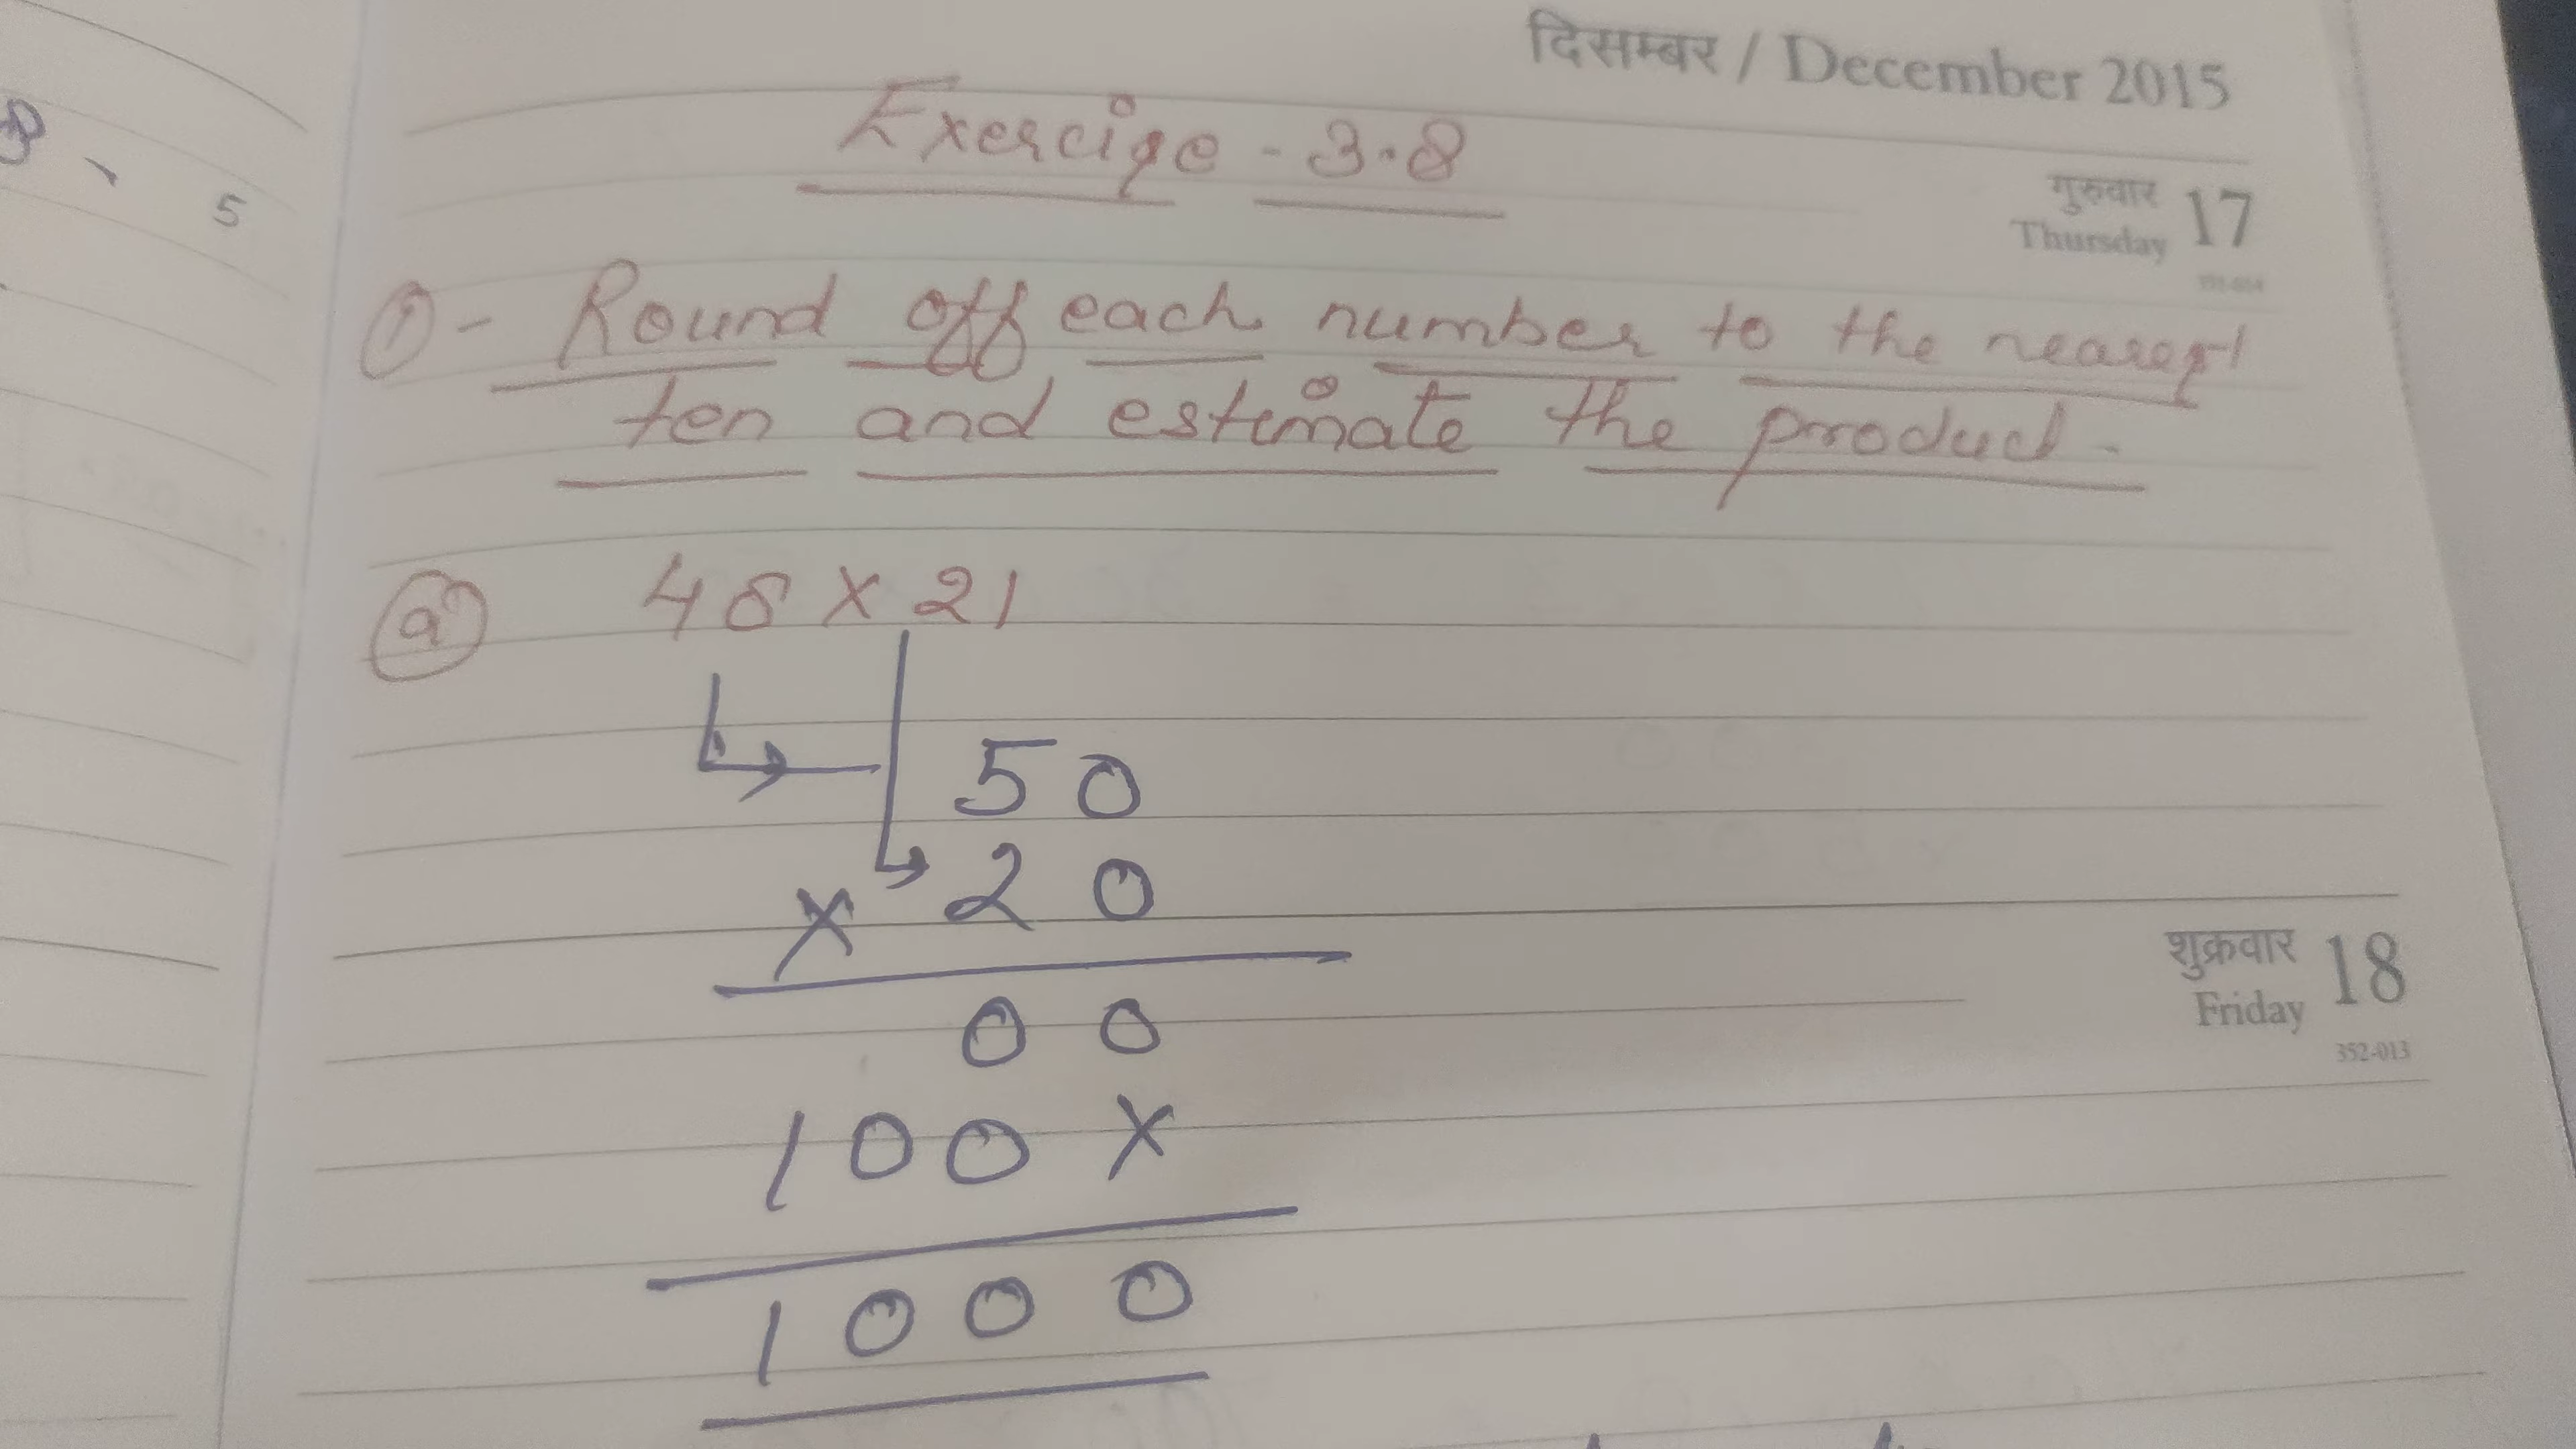 दिसम्बर / December 2015
Exercise - 3.8
गुरुवार 17
Thursday
5
① - Round off each number to the nearest
ten and estimate the product.
ⓐ 48 x 21
50
x 20
00
100x
1000
शुक्रवार 18
Friday
352-013